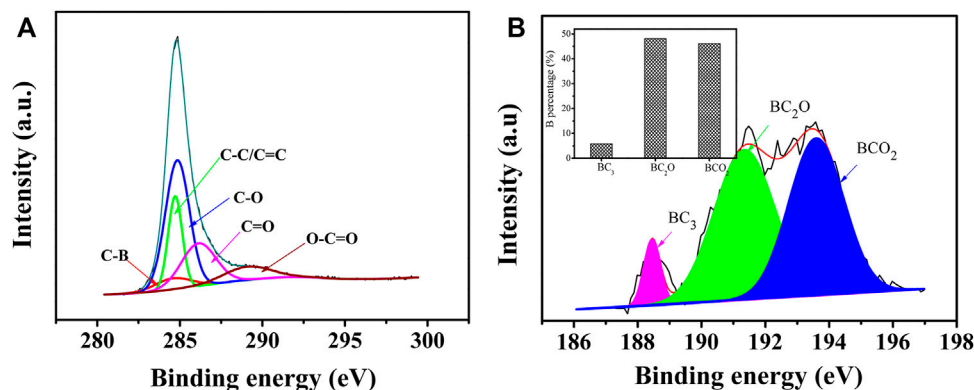 A
Intensity (a.u.)
C-C/C=C
C-O
C=O
O-C=O
C-B
280 285 290 295 300
Binding energy (eV)
B
Intensity (a.u)
B percentage (%)
50
40
30
20
10
0
BC₃ BC₂O BCO₂
BC₂O
BCO₂
BC₃
186 188 190 192 194 196 198
Binding energy (eV)